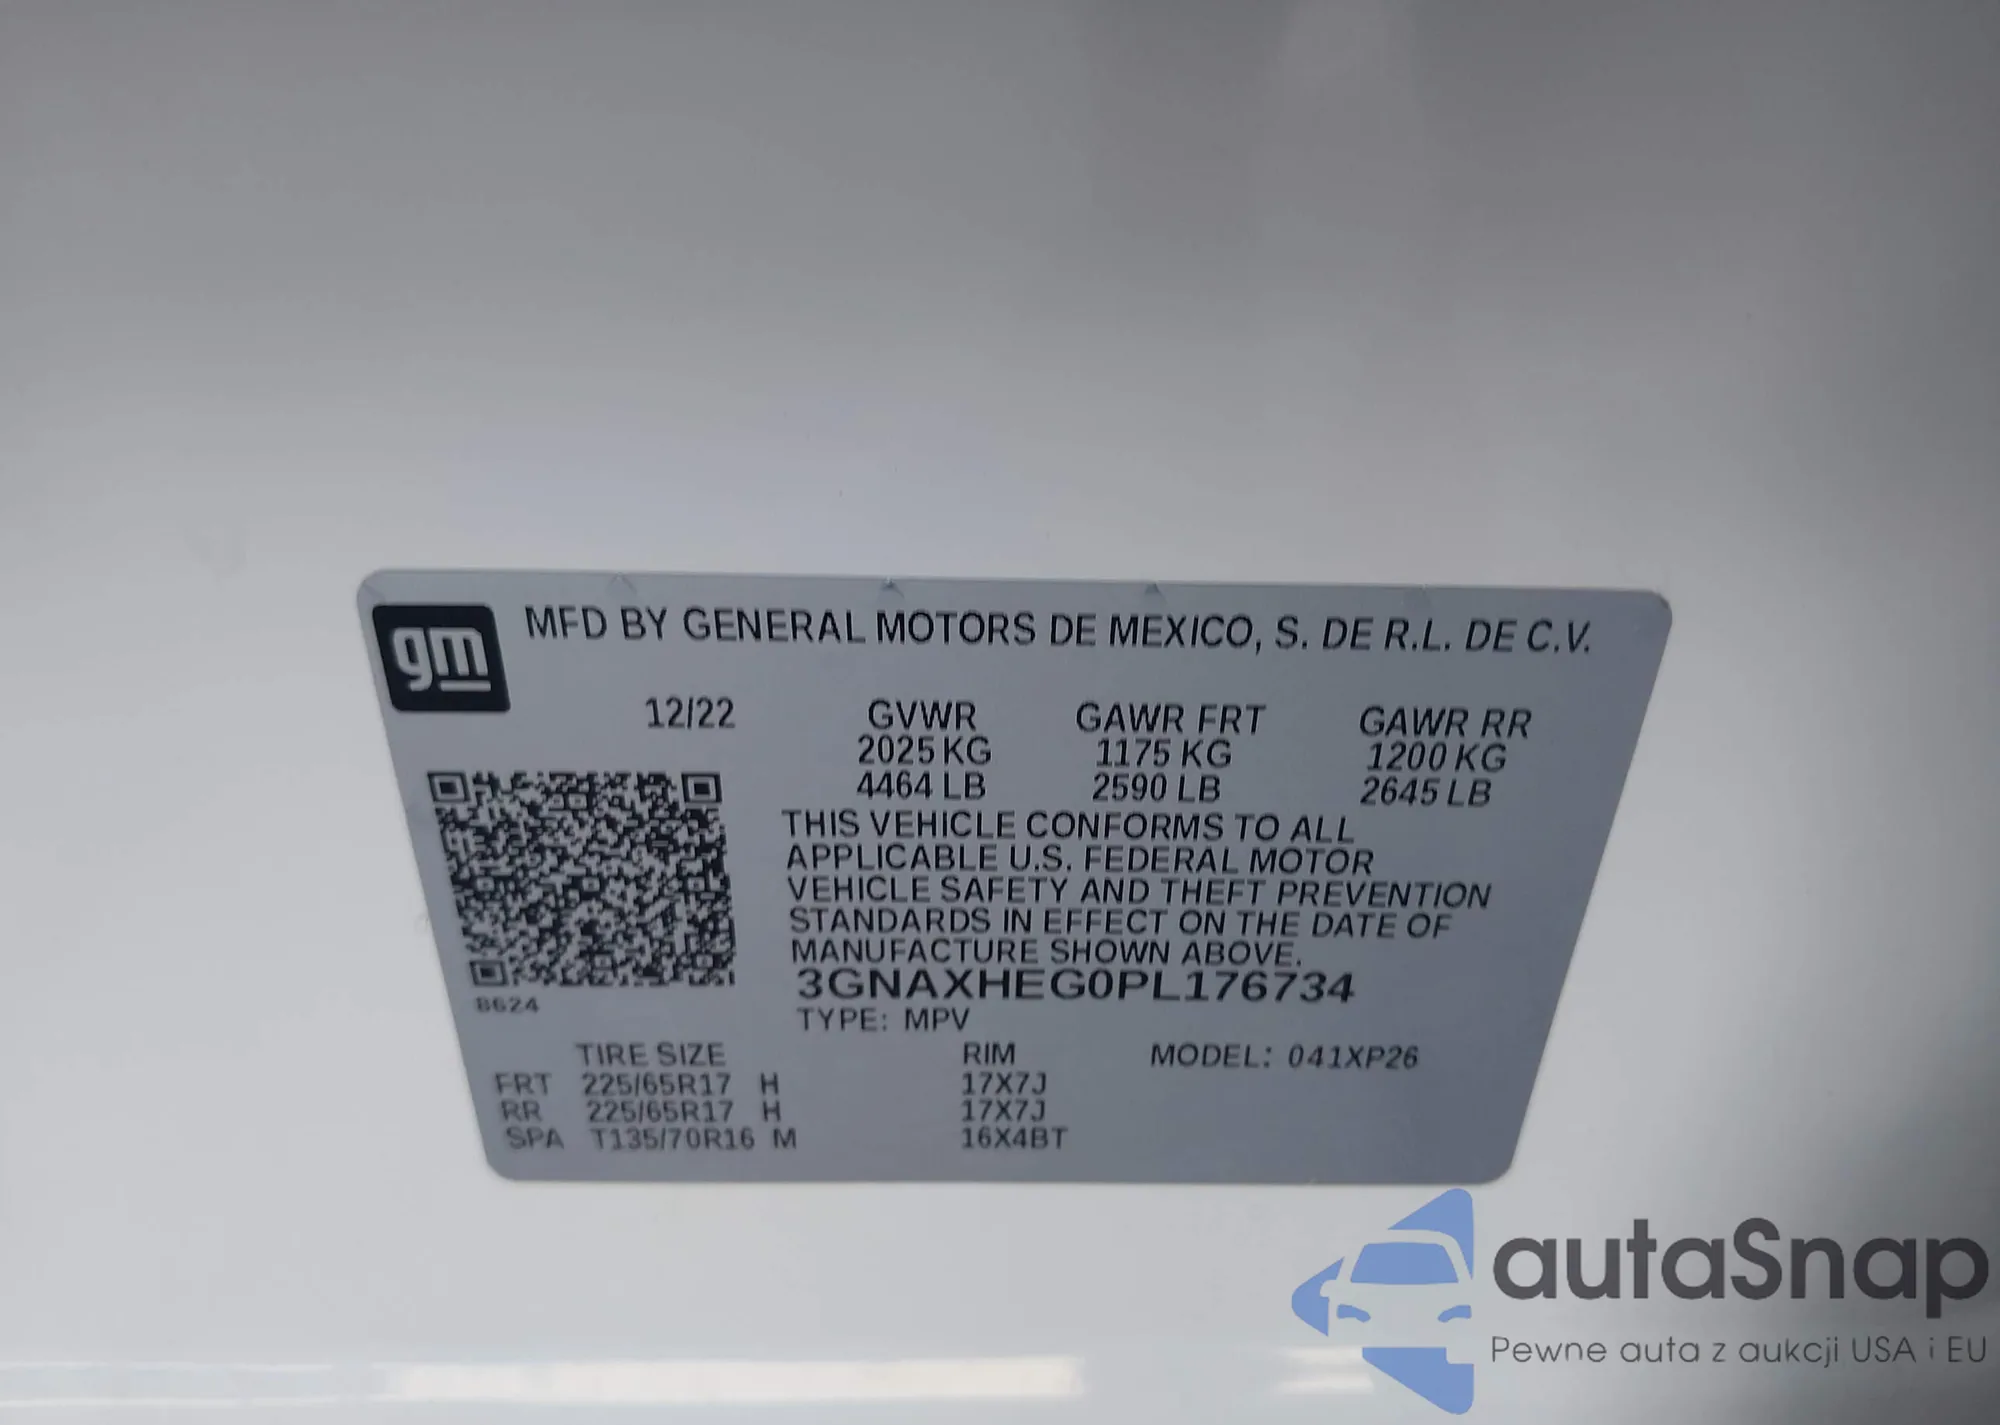 gm MFD BY GENERAL MOTORS DE MEXICO, S. DE R.L. DE C.V.
12/22 GVWR GAWR FRT GAWR RR
2025 KG 1175 KG 1200 KG
4464 LB 2590 LB 2645 LB
THIS VEHICLE CONFORMS TO ALL
APPLICABLE U.S. FEDERAL MOTOR
VEHICLE SAFETY AND THEFT PREVENTION
STANDARDS IN EFFECT ON THE DATE OF
MANUFACTURE SHOWN ABOVE.
3GNAXHEG0PL176734
8624
TYPE: MPV
TIRE SIZE RIM MODEL: 041XP26
FRT 225/65R17 H 17X7J
RR 225/65R17 H 17X7J
SPA T135/70R16 M 16X4BT
autaSnap
Pewne auta z aukcji USA i EU